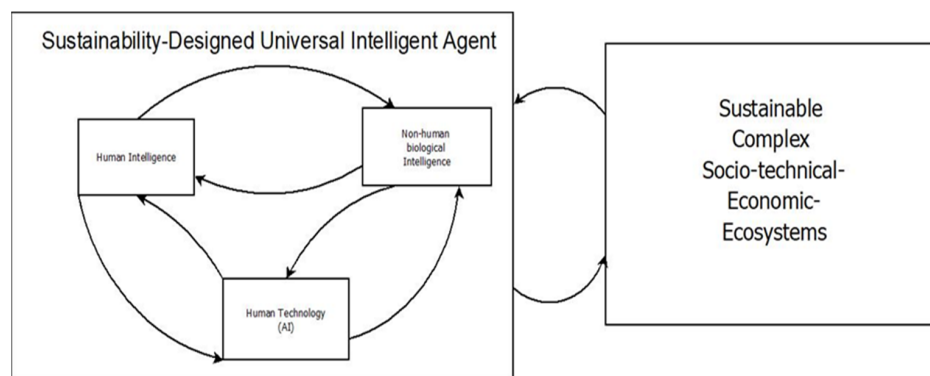 Sustainability-Designed Universal Intelligent Agent
Human Intelligence
Non-human
biological
Intelligence
Human Technology
(AI)
Sustainable
Complex
Socio-technical-
Economic-
Ecosystems